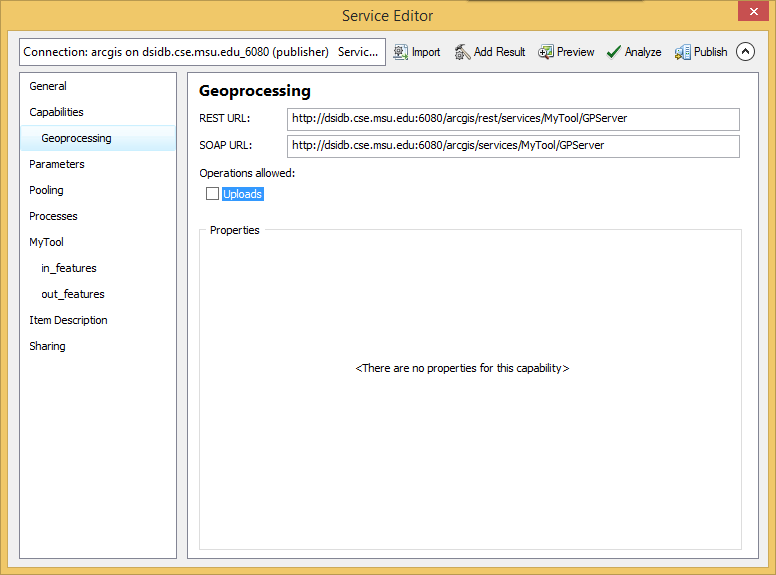 Service Editor
Connection: arcgis on dsidb.cse.msu.edu_6080 (publisher) Servic...
Import
Add Result
Preview
Analyze
Publish
General
Capabilities
Geoprocessing
Parameters
Pooling
Processes
MyTool
in_features
out_features
Item Description
Sharing
Geoprocessing
REST URL: http://dsidb.cse.msu.edu:6080/arcgis/rest/services/MyTool/GPServer
SOAP URL: http://dsidb.cse.msu.edu:6080/arcgis/services/MyTool/GPServer
Operations allowed:
Uploads
Properties
<There are no properties for this capability>